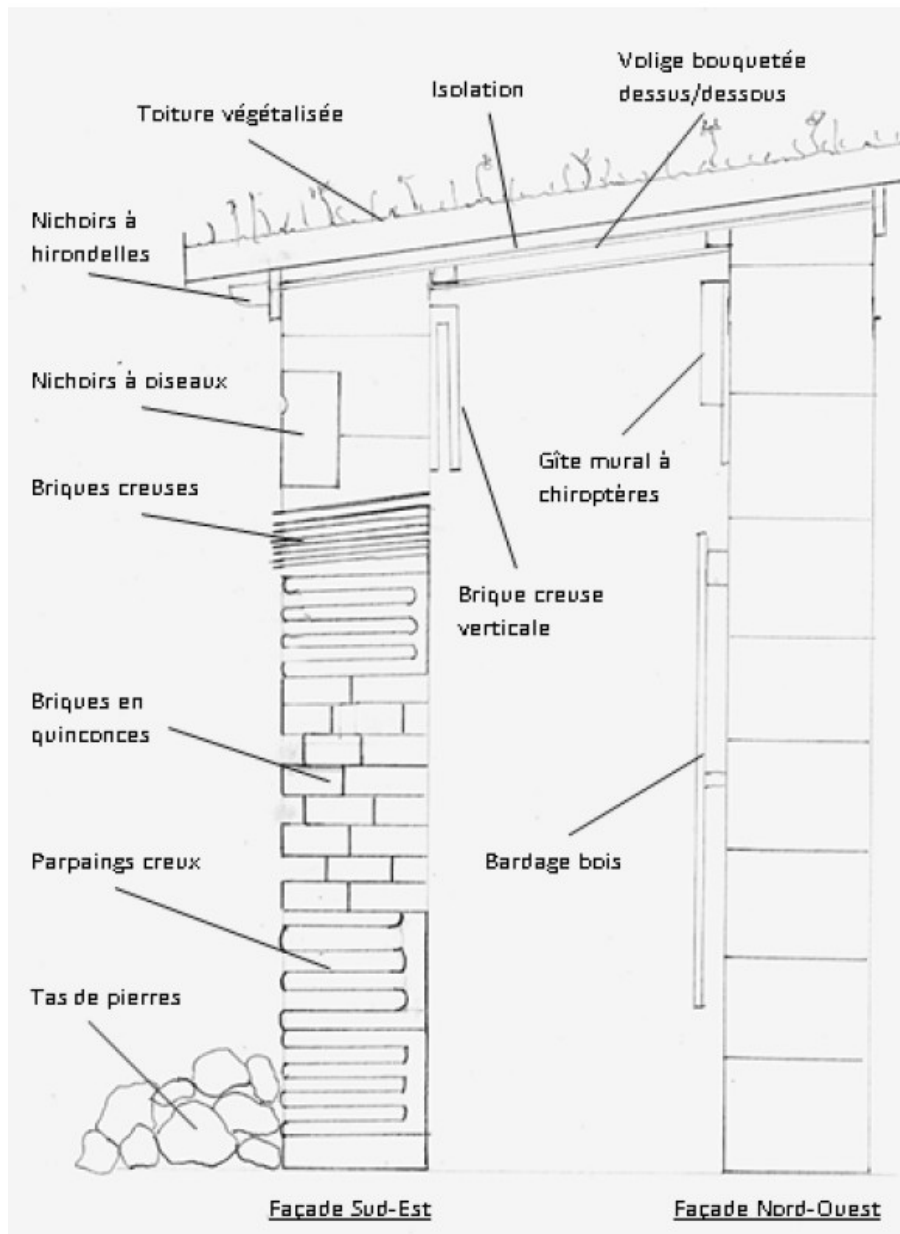 Volige bouquetée
dessus/dessous
Isolation
Toiture végétalisée
Nichoirs à
hirondelles
Nichoirs à oiseaux
Gîte mural à
chiroptères
Briques creuses
Brique creuse
verticale
Briques en
quinconces
Parpaings creux
Bardage bois
Tas de pierres
Façade Sud-Est
Façade Nord-Ouest